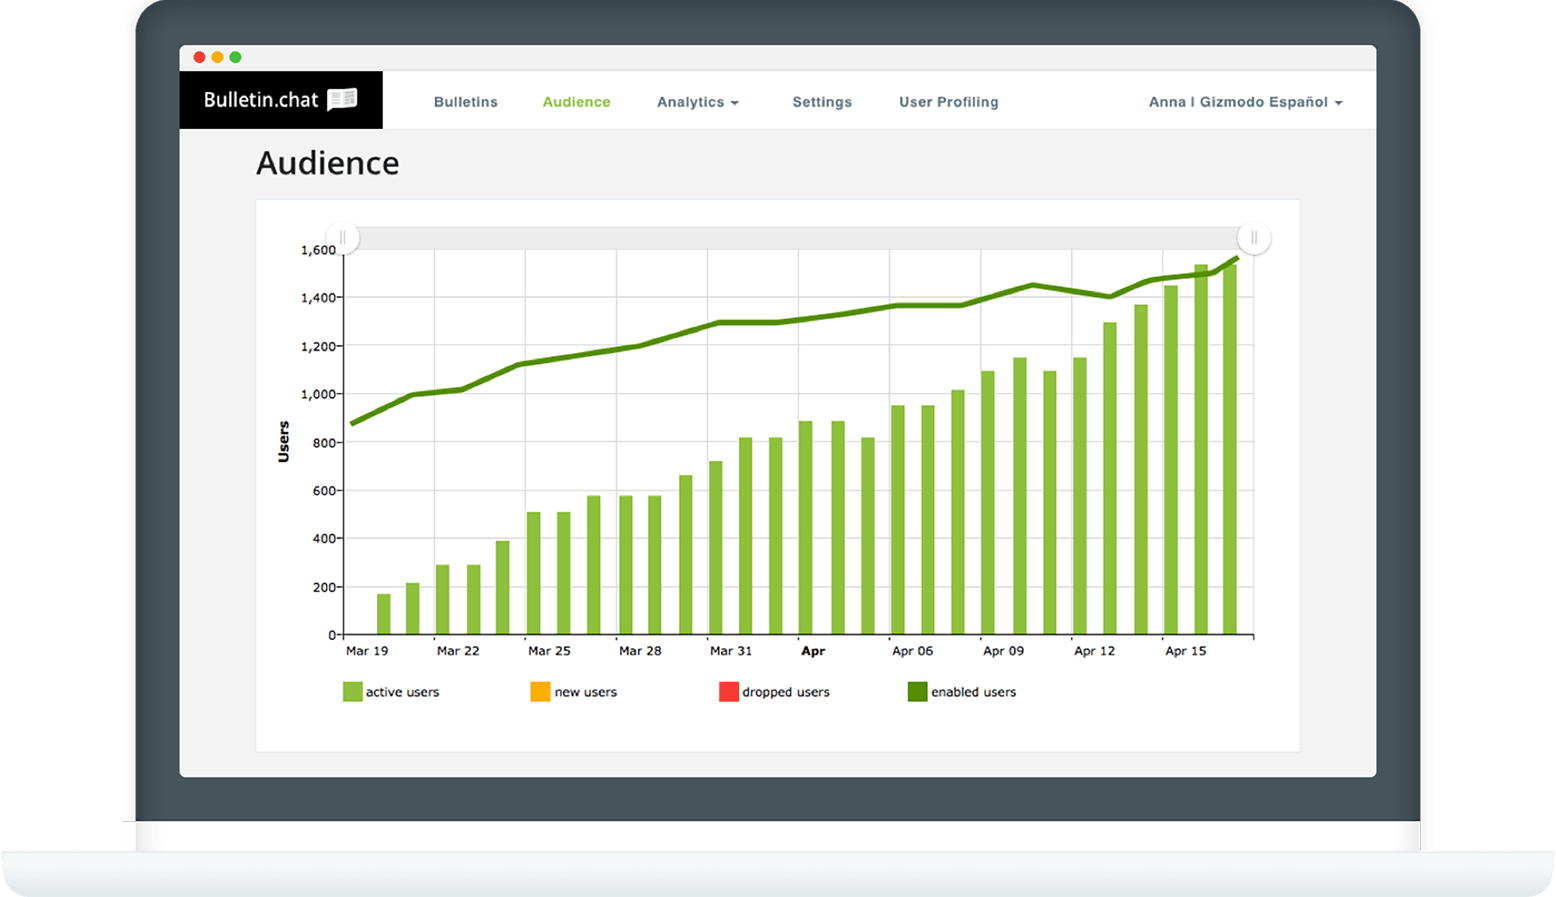 Bulletin.chat
Bulletins Audience Analytics Settings User Profiling Anna | Gizmodo Español
Audience
1,600
1,400
1,200
1,000
800
600
400
200
0
Users
Mar 19 Mar 22 Mar 25 Mar 28 Mar 31 Apr Apr 06 Apr 09 Apr 12 Apr 15
active users new users dropped users enabled users